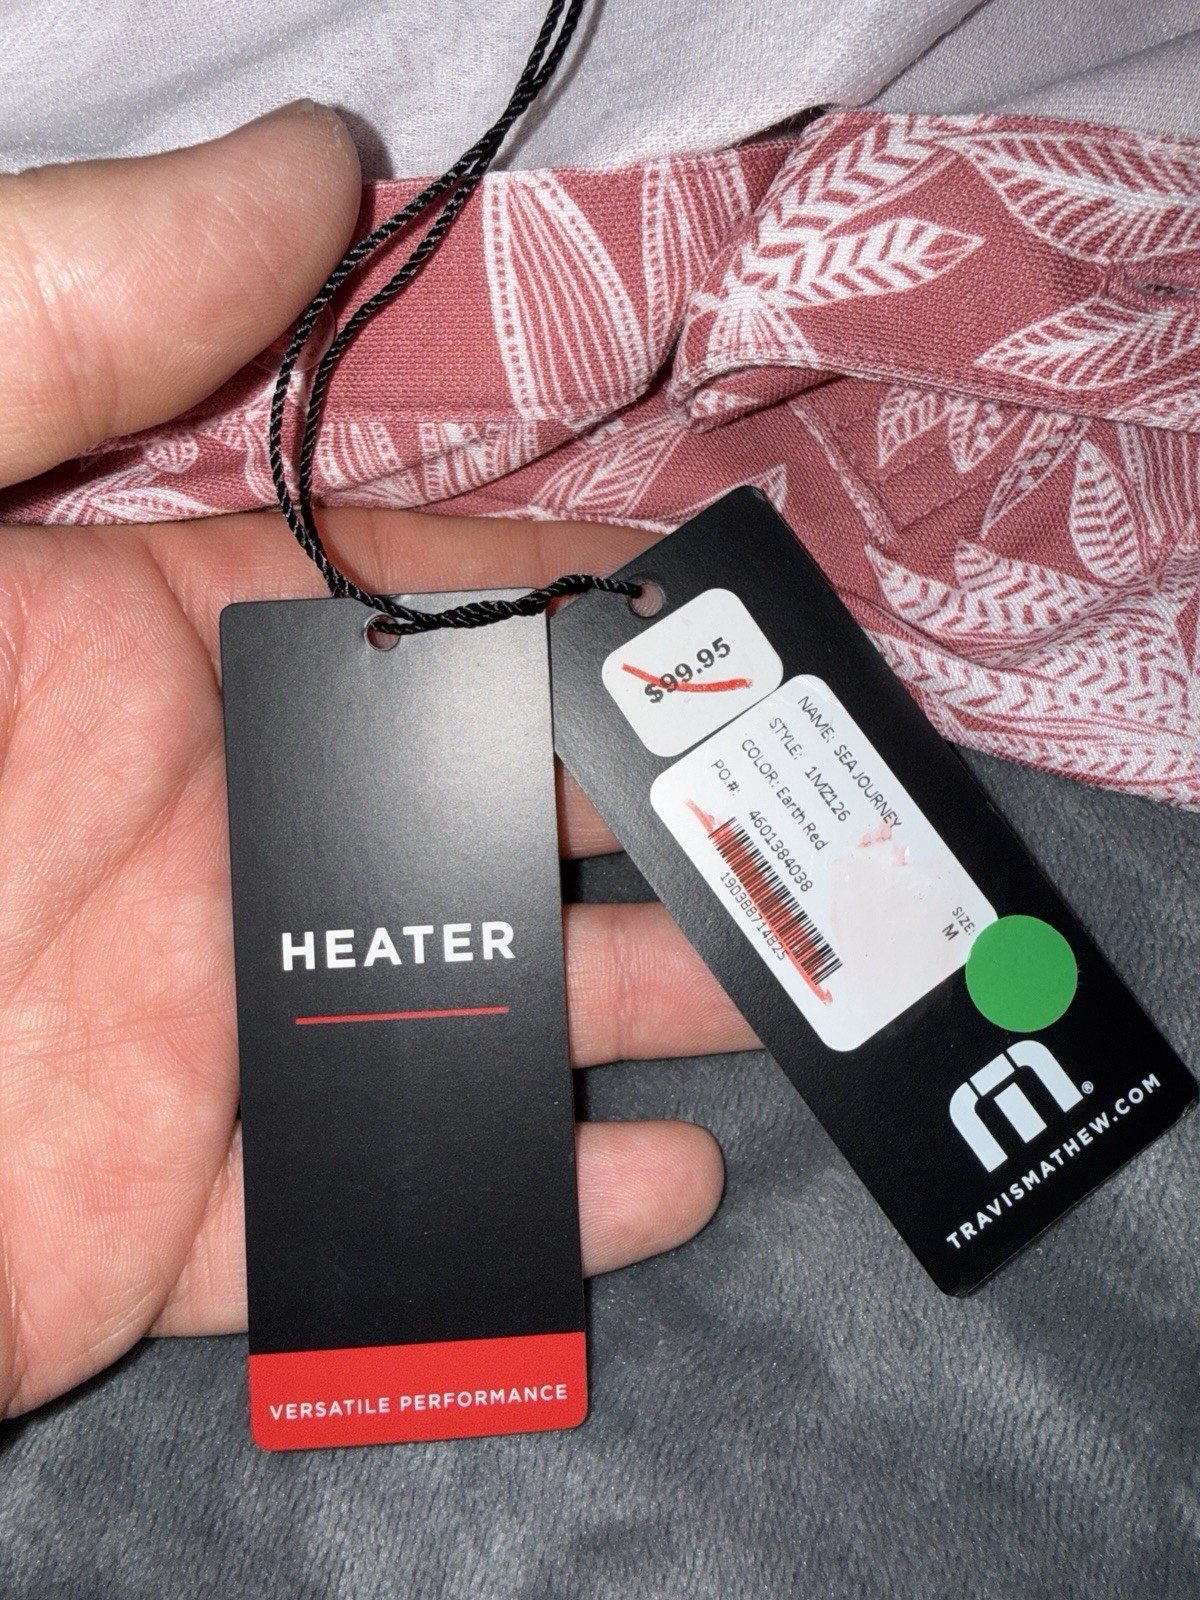 HEATER
VERSATILE PERFORMANCE
$99.95
NAME: SEA JOURNEY
STYLE: 1MZ126
COLOR: Earth Red
PO.#: 4601384038
190388714825
SIZE:
M
TRAVISMATHEW.COM